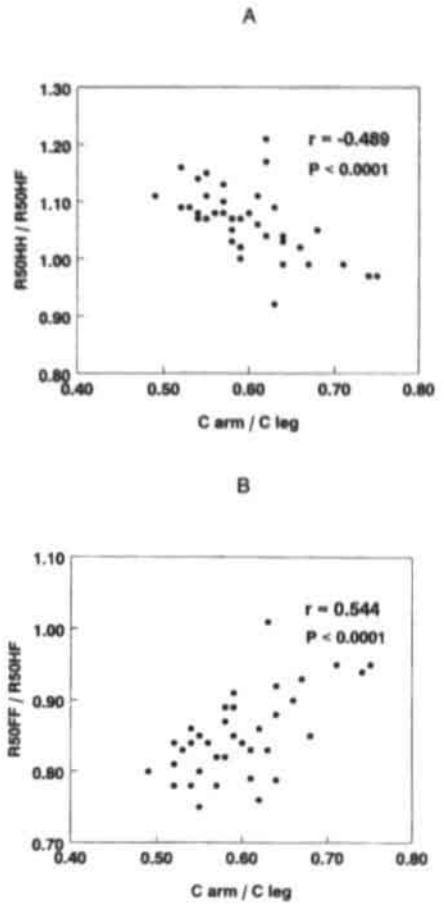 A
1.30
1.20
1.10
1.00
0.90
0.80
R50HH / R50HF
r = -0.489
P < 0.0001
0.40 0.50 0.60 0.70 0.80
C arm / C leg
B
1.10
1.00
0.90
0.80
0.70
R50FF / R50HF
r = 0.544
P < 0.0001
0.40 0.50 0.60 0.70 0.80
C arm / C leg